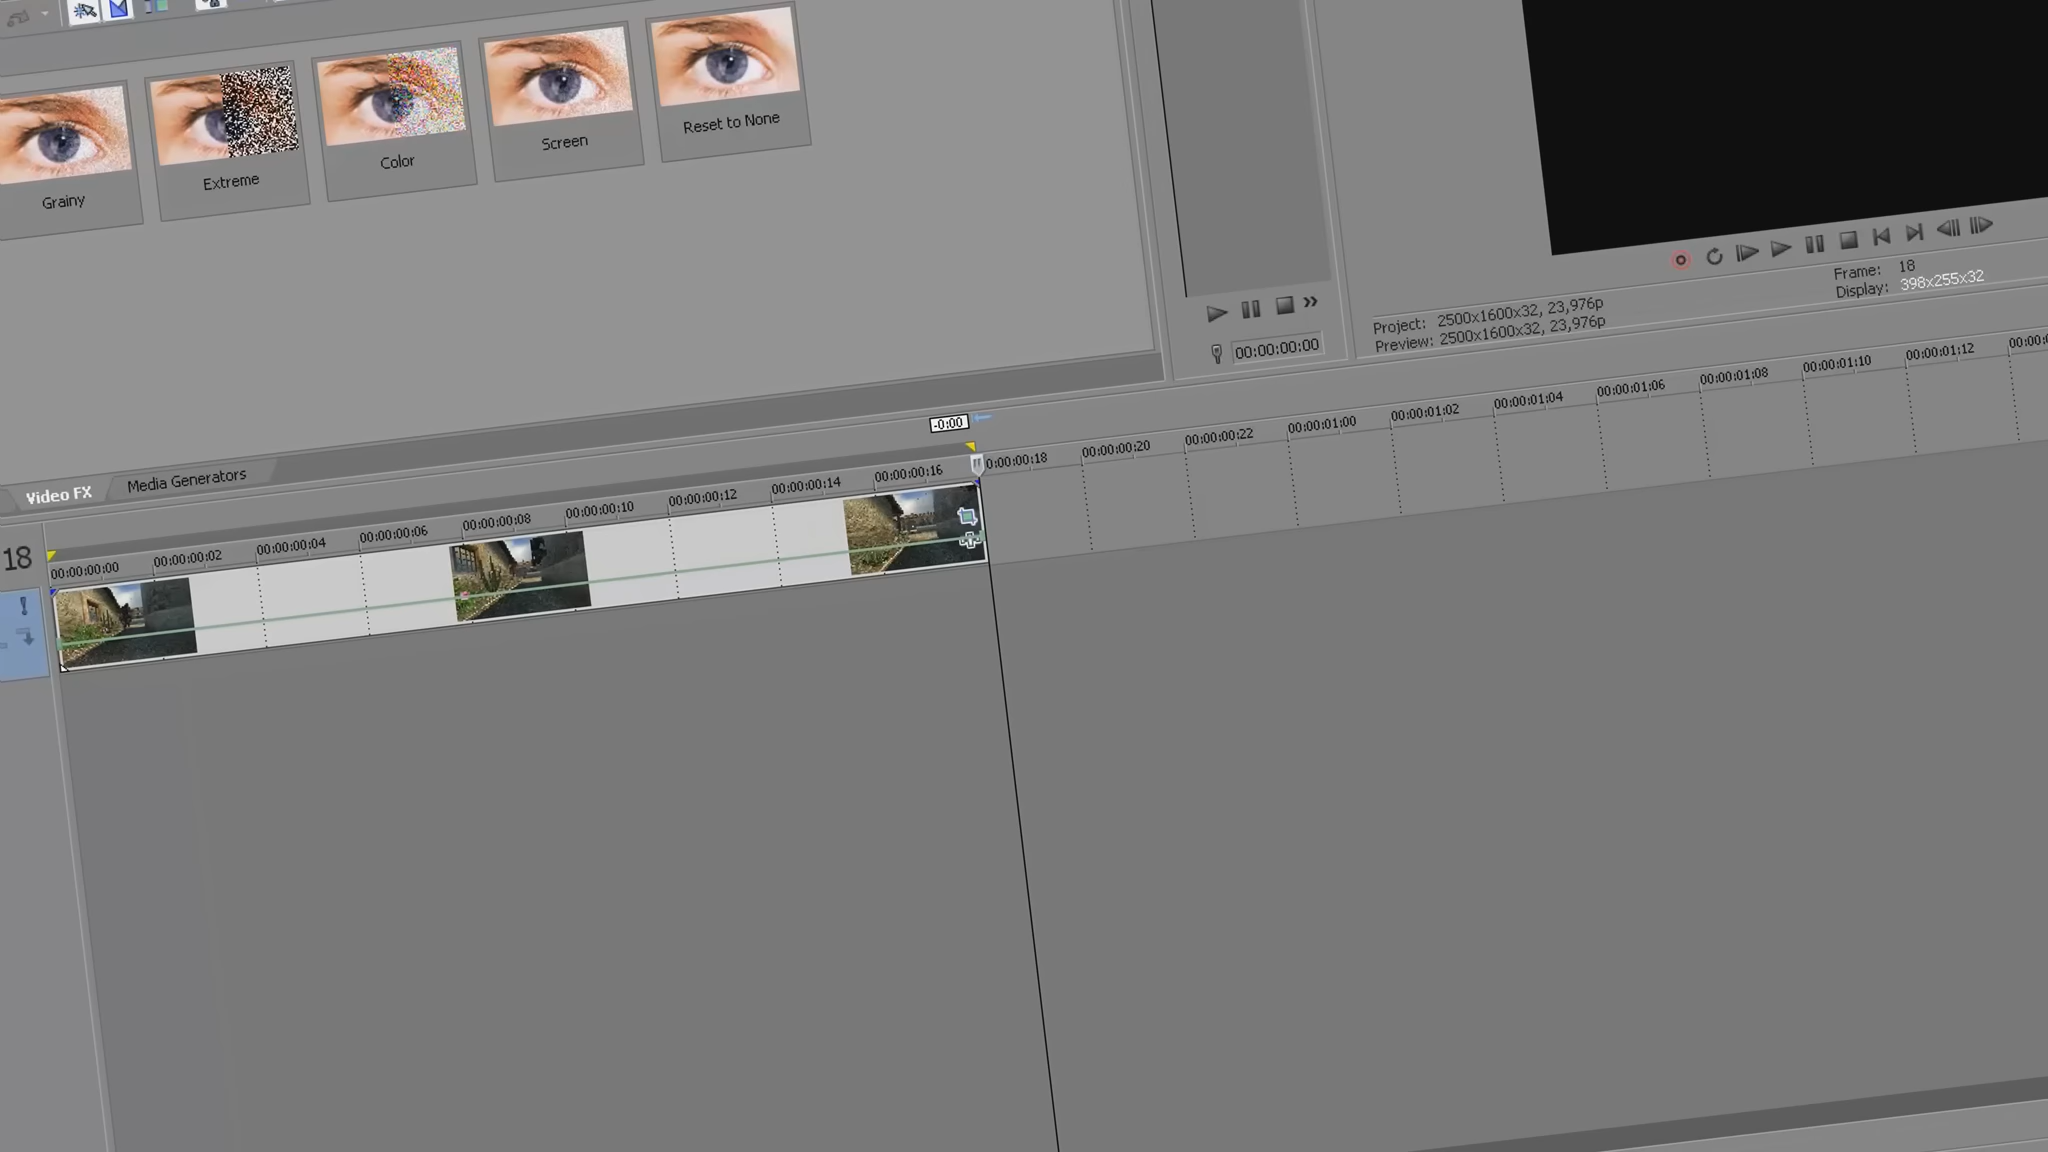 Grainy
Extreme
Color
Screen
Reset to None
00:00:00:00
Project: 2500x1600x32, 23,976p
Preview: 2500x1600x32, 23,976p
Frame: 18
Display: 398x255x32
Video FX
Media Generators
-0:00
18
00:00:00:00
00:00:00:02
00:00:00:04
00:00:00:06
00:00:00:08
00:00:00:10
00:00:00:12
00:00:00:14
00:00:00:16
0:00:00:18
00:00:00:20
00:00:00:22
00:00:01:00
00:00:01:02
00:00:01:04
00:00:01:06
00:00:01:08
00:00:01:10
00:00:01:12